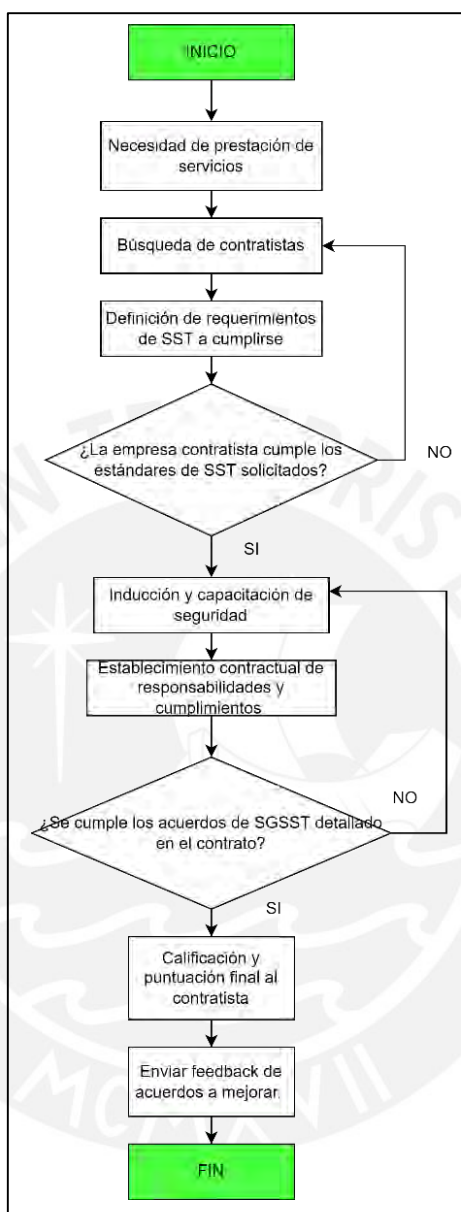 INICIO
Necesidad de prestación de
servicios
Búsqueda de contratistas
Definición de requerimientos
de SST a cumplirse
¿La empresa contratista cumple los
estándares de SST solicitados?
NO
SI
Inducción y capacitación de
seguridad
Establecimiento contractual de
responsabilidades y
cumplimientos
¿Se cumple los acuerdos de SGSST detallado
en el contrato?
NO
SI
Calificación y
puntuación final al
contratista
Enviar feedback de
acuerdos a mejorar.
FIN
MCMXVII